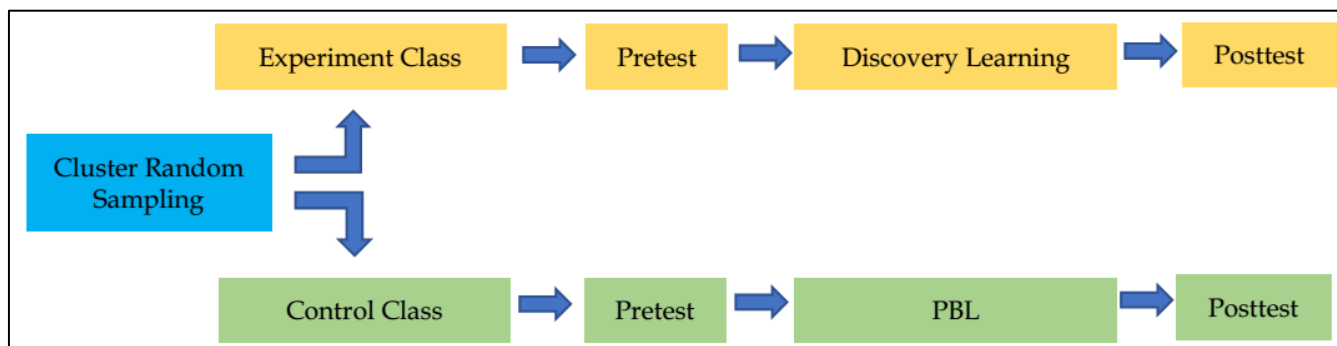 Experiment Class
Pretest
Discovery Learning
Posttest
Cluster Random
Sampling
Control Class
Pretest
PBL
Posttest